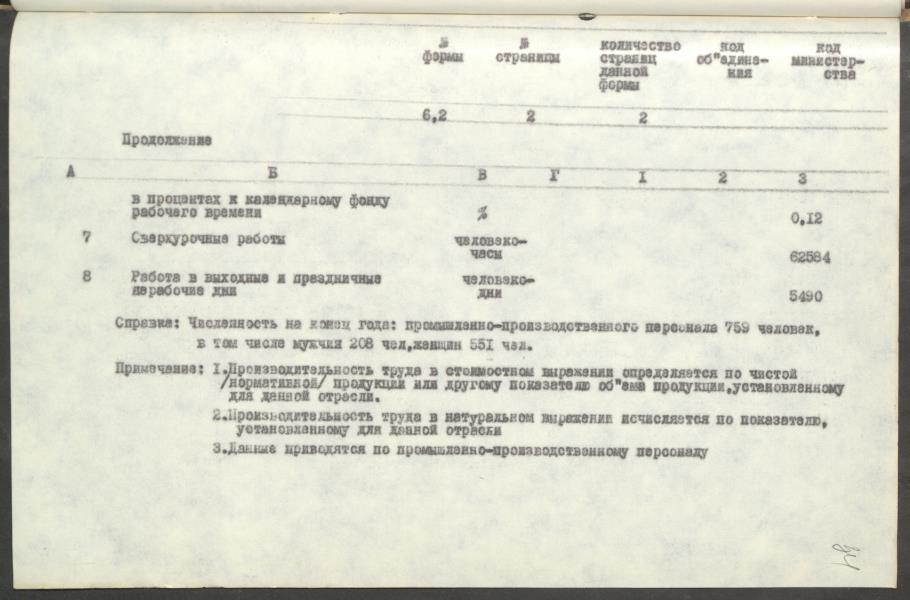 № формы № страницы количество страниц данной формы код об"едине-ния код министер-ства
6,2 2 2
Продолжение
А Б В Г I 2 3
в процентах к календарному фонду
рабочего времени % 0,12
7 Сверхурочные работы человеко-
часы 62584
8 Работа в выходные и праздничные человеко-
нерабочие дни дни 5490
Справка: Численность на конец года: промышленно-производственного персонала 759 человек,
в том числе мужчин 208 чел,женщин 551 чел.
Примечание: I.Производительность труда в стоимостном выражении определяется по чистой
/нормативной/ продукции или другому показателю об"ема продукции,установленному
для данной отрасли.
2.Производительность труда в натуральном выражении исчисляется по показателю,
установленному для данной отрасли
3.Данные приводятся по промышленно-производственному персоналу